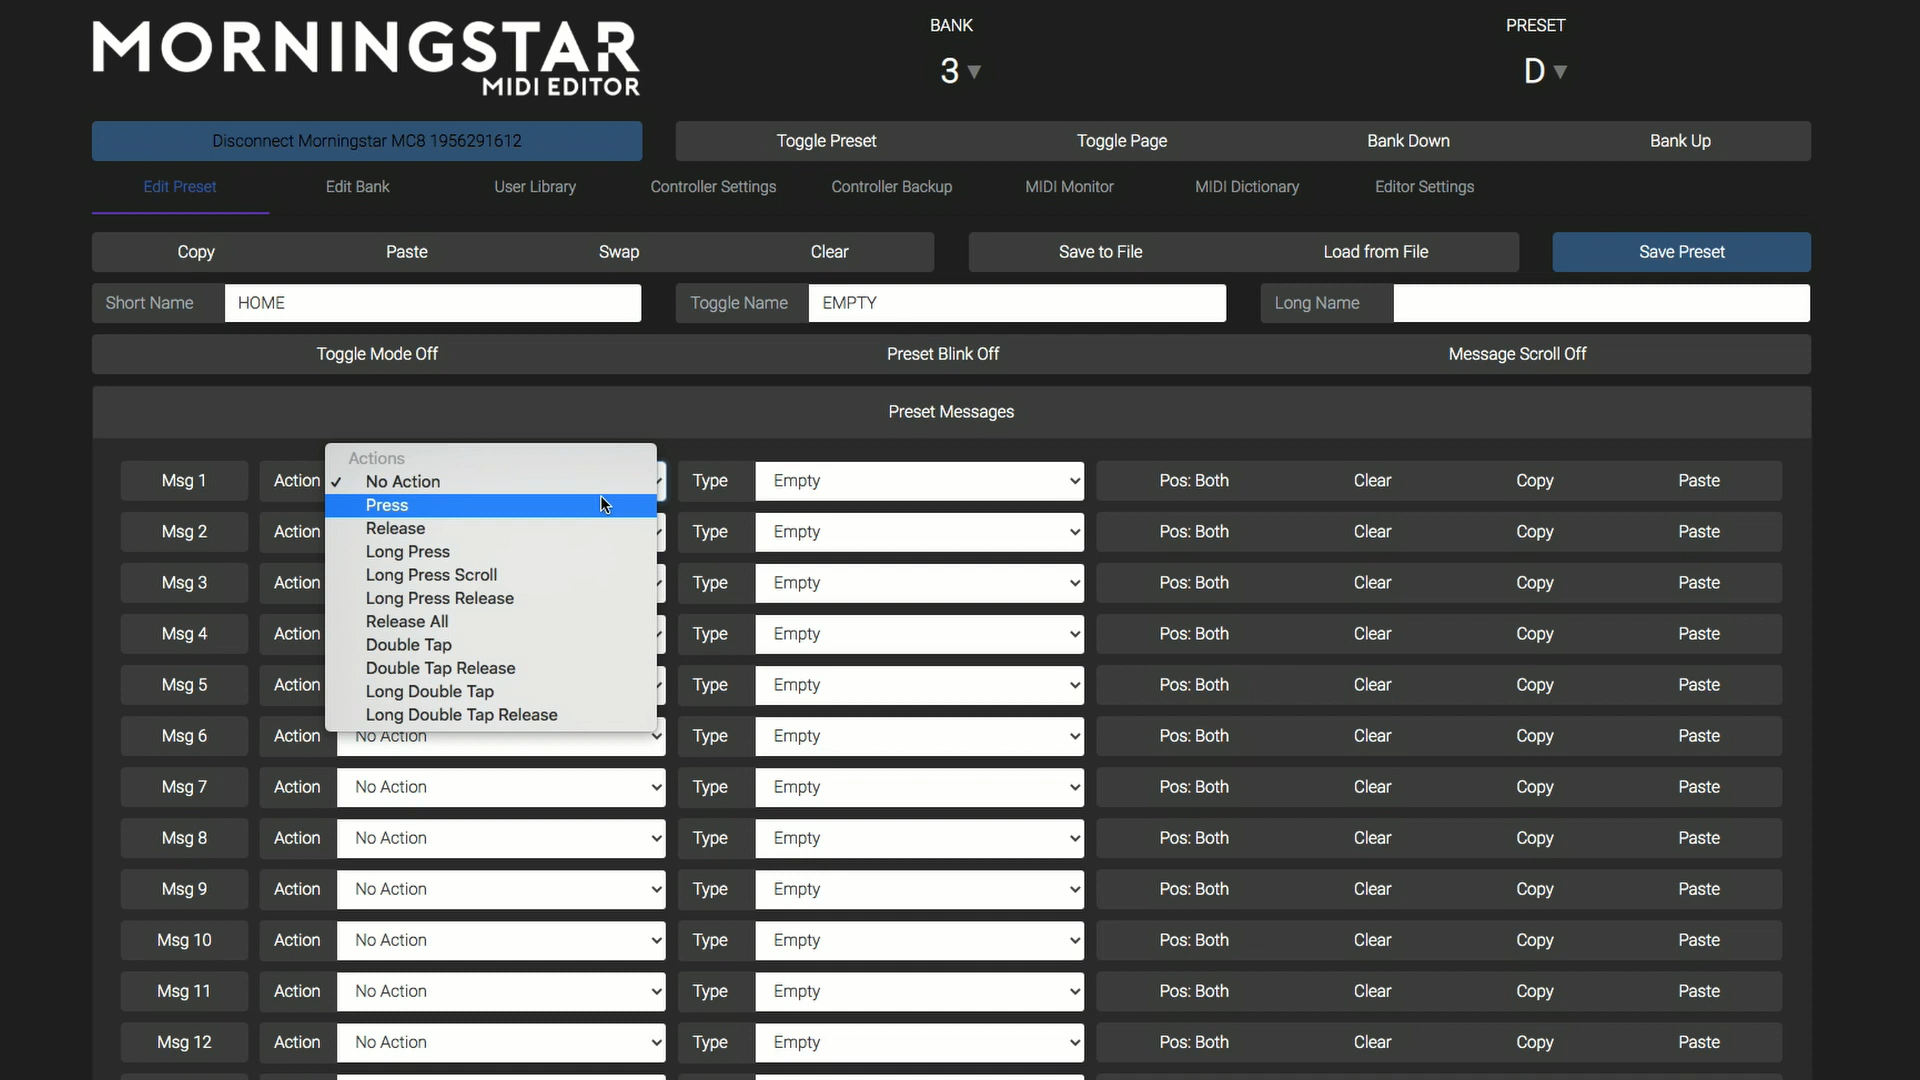 MORNINGSTAR
MIDI EDITOR
BANK
3
PRESET
D
Disconnect Morningstar MC8 1956291612
Toggle Preset Toggle Page Bank Down Bank Up
Edit Preset Edit Bank User Library Controller Settings Controller Backup MIDI Monitor MIDI Dictionary Editor Settings
Copy Paste Swap Clear Save to File Load from File Save Preset
Short Name HOME Toggle Name EMPTY Long Name
Toggle Mode Off Preset Blink Off Message Scroll Off
Preset Messages
Actions
✓ No Action
Press
Release
Long Press
Long Press Scroll
Long Press Release
Release All
Double Tap
Double Tap Release
Long Double Tap
Long Double Tap Release
Msg 1 Action Type Empty Pos: Both Clear Copy Paste
Msg 2 Action Type Empty Pos: Both Clear Copy Paste
Msg 3 Action Type Empty Pos: Both Clear Copy Paste
Msg 4 Action Type Empty Pos: Both Clear Copy Paste
Msg 5 Action Type Empty Pos: Both Clear Copy Paste
Msg 6 Action No Action Type Empty Pos: Both Clear Copy Paste
Msg 7 Action No Action Type Empty Pos: Both Clear Copy Paste
Msg 8 Action No Action Type Empty Pos: Both Clear Copy Paste
Msg 9 Action No Action Type Empty Pos: Both Clear Copy Paste
Msg 10 Action No Action Type Empty Pos: Both Clear Copy Paste
Msg 11 Action No Action Type Empty Pos: Both Clear Copy Paste
Msg 12 Action No Action Type Empty Pos: Both Clear Copy Paste